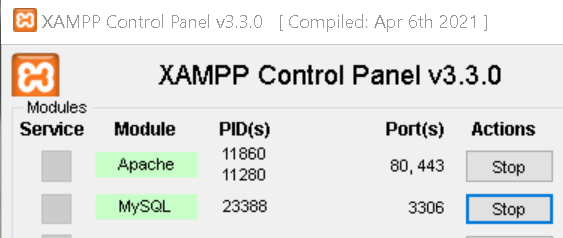 XAMPP Control Panel v3.3.0 [ Compiled: Apr 6th 2021 ]
XAMPP Control Panel v3.3.0
Modules
Service Module PID(s) Port(s) Actions
Apache 11860 11280 80, 443 Stop
MySQL 23388 3306 Stop